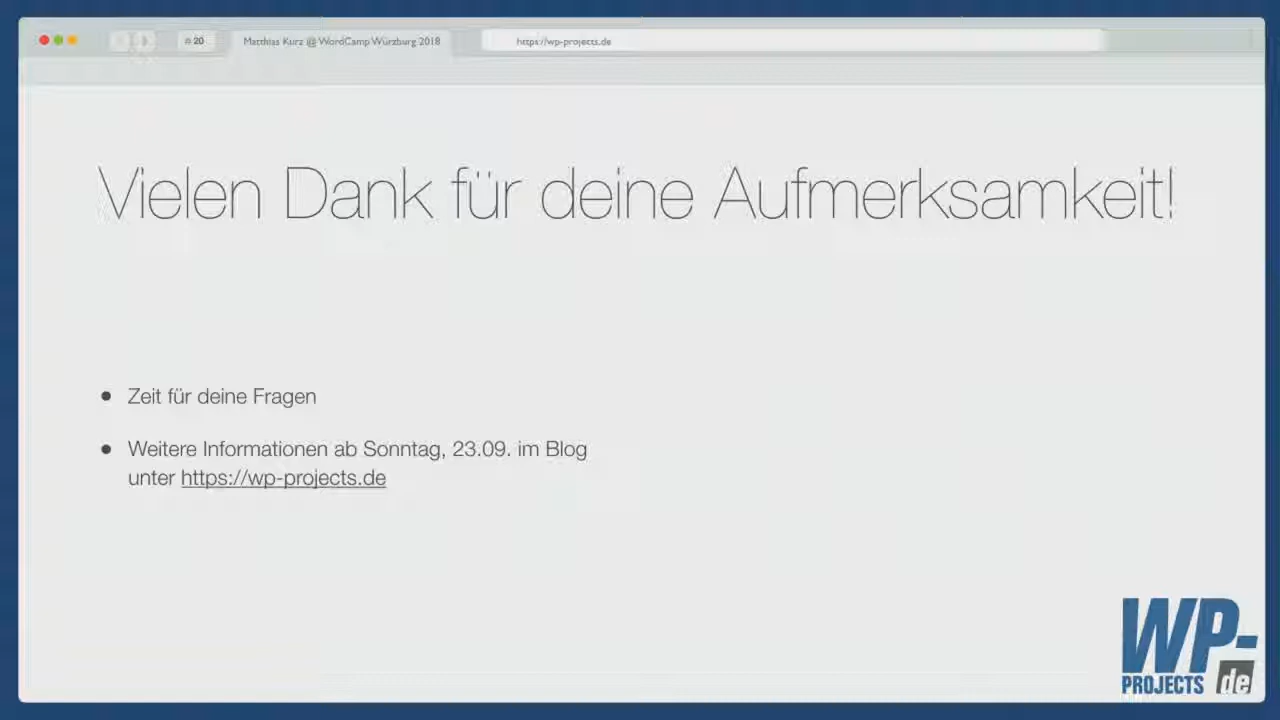 20
Matthias Kurz @ WordCamp Würzburg 2018
https://wp-projects.de
Vielen Dank für deine Aufmerksamkeit!
• Zeit für deine Fragen
• Weitere Informationen ab Sonntag, 23.09. im Blog
unter https://wp-projects.de
WP-
PROJECTS de